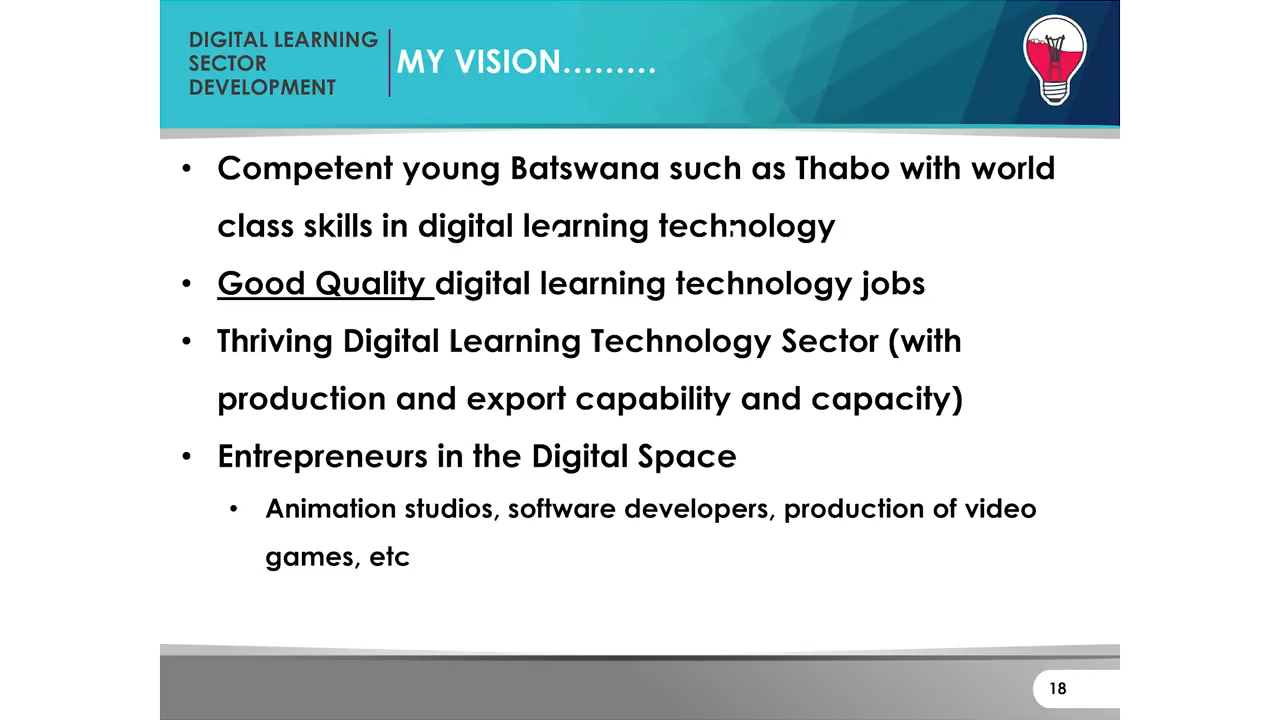 DIGITAL LEARNING
SECTOR
DEVELOPMENT
MY VISION.........
• Competent young Batswana such as Thabo with world
class skills in digital learning technology
• Good Quality digital learning technology jobs
• Thriving Digital Learning Technology Sector (with
production and export capability and capacity)
• Entrepreneurs in the Digital Space
• Animation studios, software developers, production of video
games, etc
18